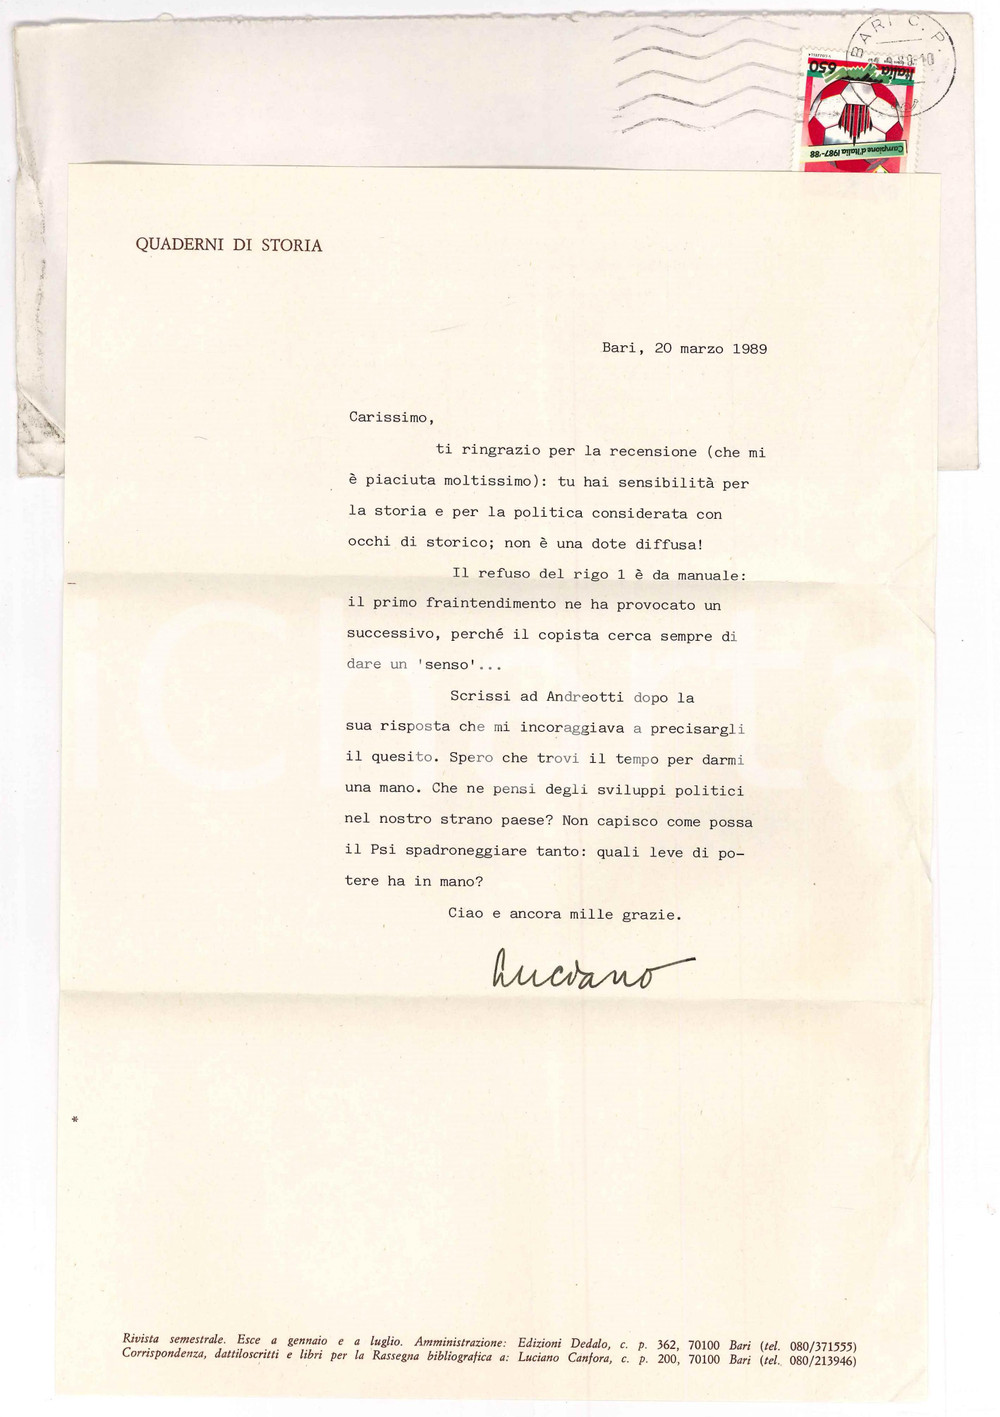 BARI C. P.
Italia
650
Campione d'Italia 1987-'88
QUADERNI DI STORIA
Bari, 20 marzo 1989
Carissimo,
ti ringrazio per la recensione (che mi
è piaciuta moltissimo): tu hai sensibilità per
la storia e per la politica considerata con
occhi di storico; non è una dote diffusa!
Il refuso del rigo 1 è da manuale:
il primo fraintendimento ne ha provocato un
successivo, perché il copista cerca sempre di
dare un 'senso'...
Scrissi ad Andreotti dopo la
sua risposta che mi incoraggiava a precisargli
il quesito. Spero che trovi il tempo per darmi
una mano. Che ne pensi degli sviluppi politici
nel nostro strano paese? Non capisco come possa
il Psi spadroneggiare tanto: quali leve di po-
tere ha in mano?
Ciao e ancora mille grazie.
Luciano
*
Rivista semestrale. Esce a gennaio e a luglio. Amministrazione: Edizioni Dedalo, c. p. 362, 70100 Bari (tel. 080/371555)
Corrispondenza, dattiloscritti e libri per la Rassegna bibliografica a: Luciano Canfora, c. p. 200, 70100 Bari (tel. 080/213946)